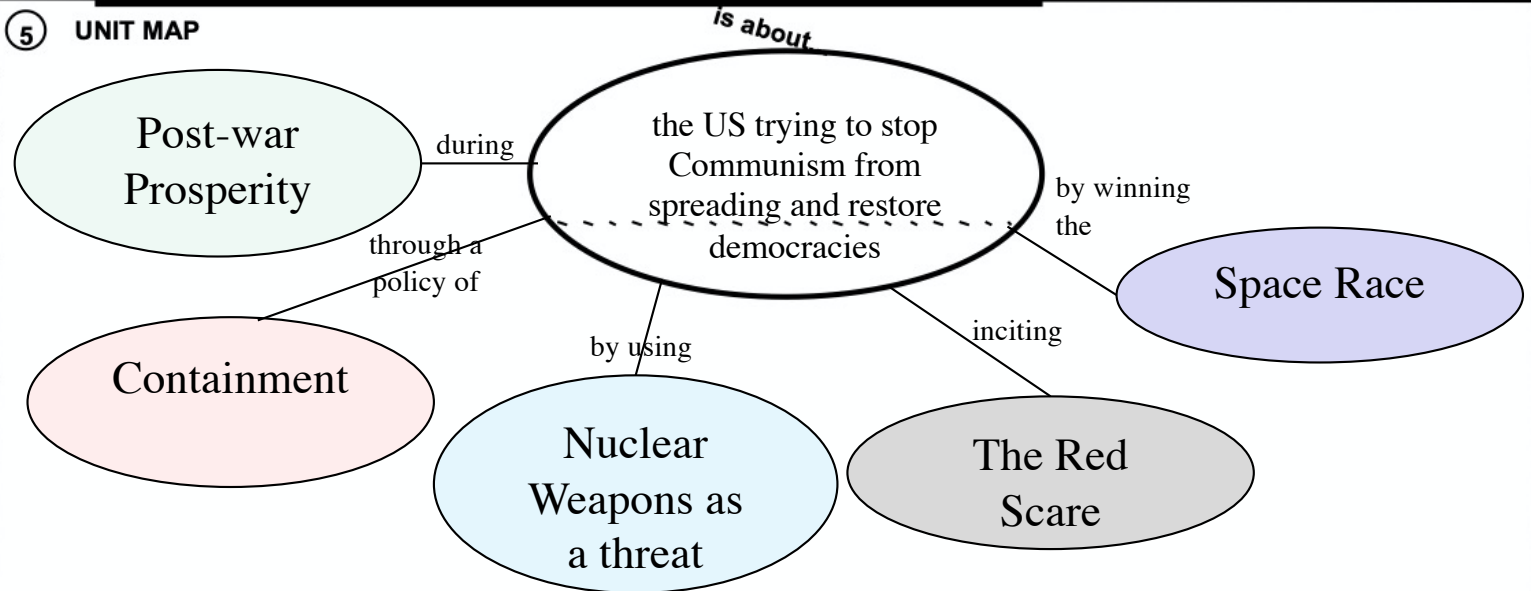 is about...
5 UNIT MAP
Post-war
Prosperity
during
the US trying to stop
Communism from
spreading and restore
democracies
by winning
the
Space Race
through a
policy of
Containment
by using
Nuclear
Weapons as
a threat
inciting
The Red
Scare